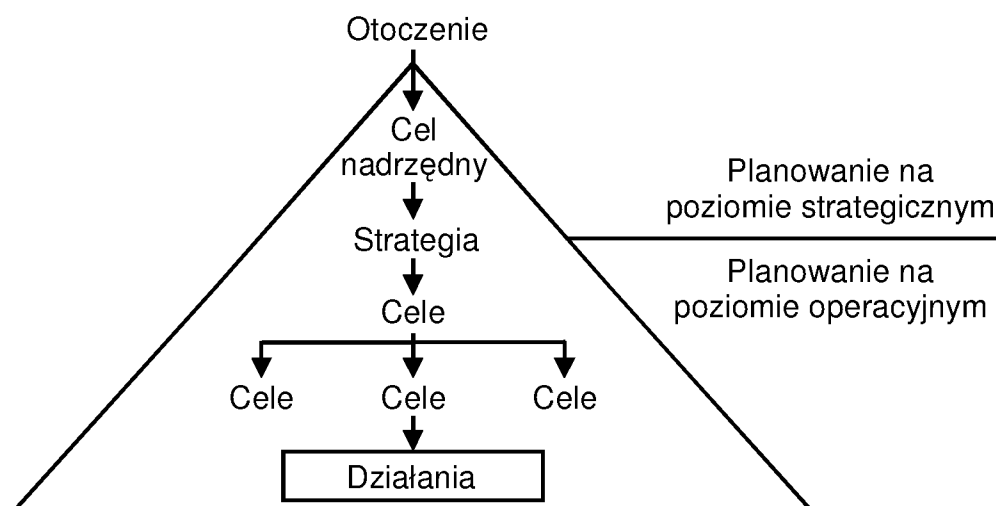 Otoczenie
Cel
nadrzędny
Planowanie na
poziomie strategicznym
Strategia
Planowanie na
poziomie operacyjnym
Cele
Cele
Cele
Cele
Działania